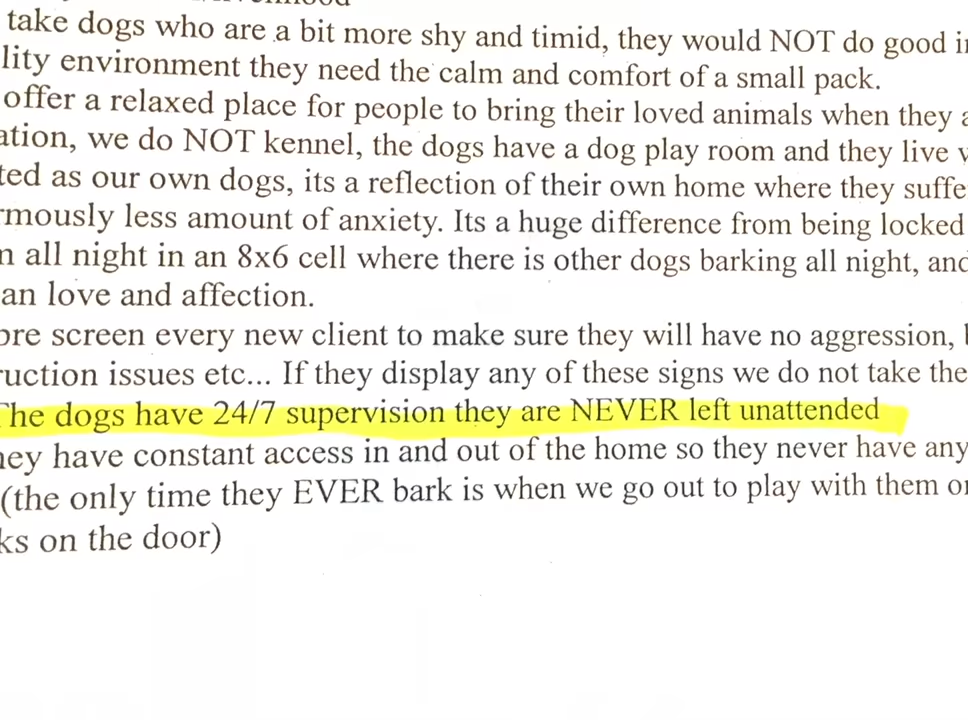 take dogs who are a bit more shy and timid, they would NOT do good
lity environment they need the calm and comfort of a small pack.
offer a relaxed place for people to bring their loved animals when they
ation, we do NOT kennel, the dogs have a dog play room and they live
ted as our own dogs, its a reflection of their own home where they suffe
rmously less amount of anxiety. Its a huge difference from being locked
n all night in an 8x6 cell where there is other dogs barking all night, and
an love and affection.
ore screen every new client to make sure they will have no aggression,
ruction issues etc... If they display any of these signs we do not take the
The dogs have 24/7 supervision they are NEVER left unattended
hey have constant access in and out of the home so they never have any
(the only time they EVER bark is when we go out to play with them or
ks on the door)